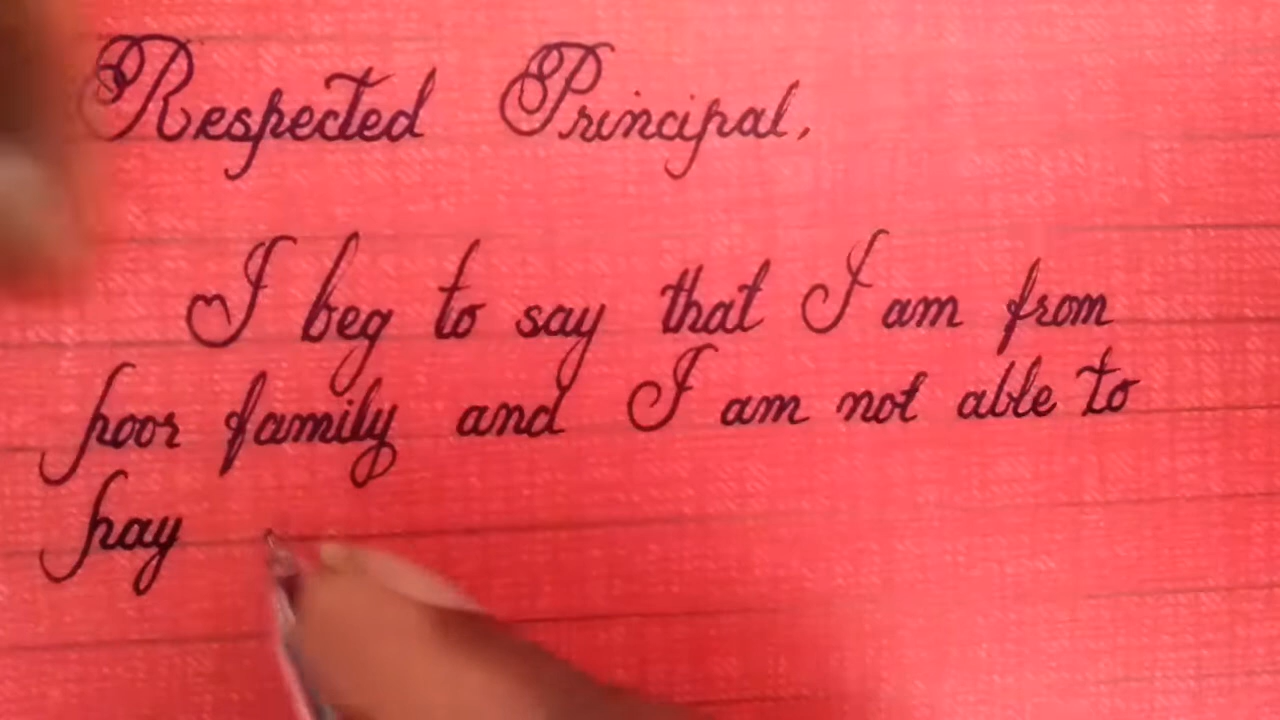 Respected Principal,
I beg to say that I am from
poor family and I am not able to
pay